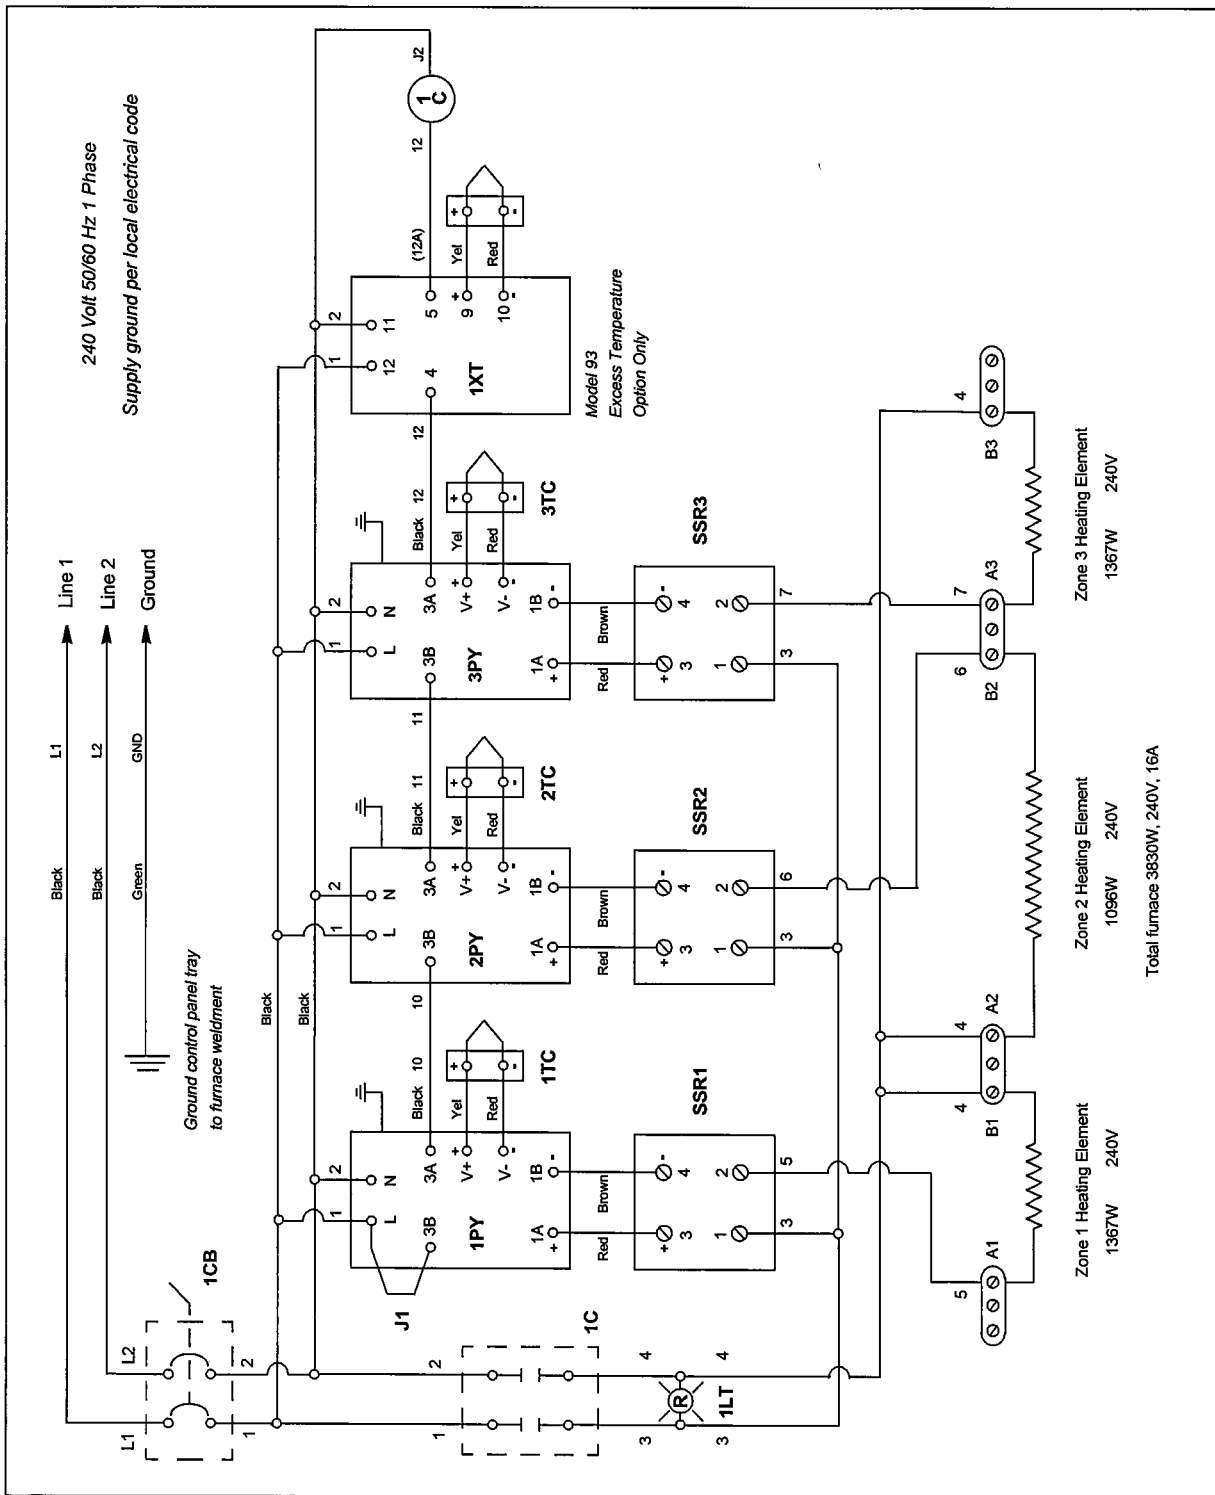 240 Volt 50/60 Hz 1 Phase
Supply ground per local electrical code
Line 1
Line 2
Ground
L1
L2
GND
Black
Black
Green
Ground control panel tray
to furnace weldment
1CB
L1
L2
1
2
Black
Black
1
2
1
2
1
2
1
2
J1
L
N
3B
3A
1PY
V+
+
V-
-
1A
+
1B
-
Black
10
10
Yel
Red
+
-
1TC
L
N
3B
3A
2PY
V+
+
V-
-
1A
+
1B
-
Black
11
11
Yel
Red
+
-
2TC
L
N
3B
3A
3PY
V+
+
V-
-
1A
+
1B
-
Black
12
12
Yel
Red
+
-
3TC
12
11
4
5
1XT
9
+
10
-
(12A)
12
Yel
Red
+
-
1
C
J2
Model 93
Excess Temperature
Option Only
Red
Brown
+
3
-
4
1
2
SSR1
3
5
Red
Brown
+
3
-
4
1
2
SSR2
3
6
Red
Brown
+
3
-
4
1
2
SSR3
3
7
1
2
1C
3
4
R
1LT
3
4
5
A1
4
B1
4
A2
6
B2
7
A3
4
B3
Zone 1 Heating Element
1367W 240V
Zone 2 Heating Element
1096W 240V
Zone 3 Heating Element
1367W 240V
Total furnace 3830W, 240V, 16A